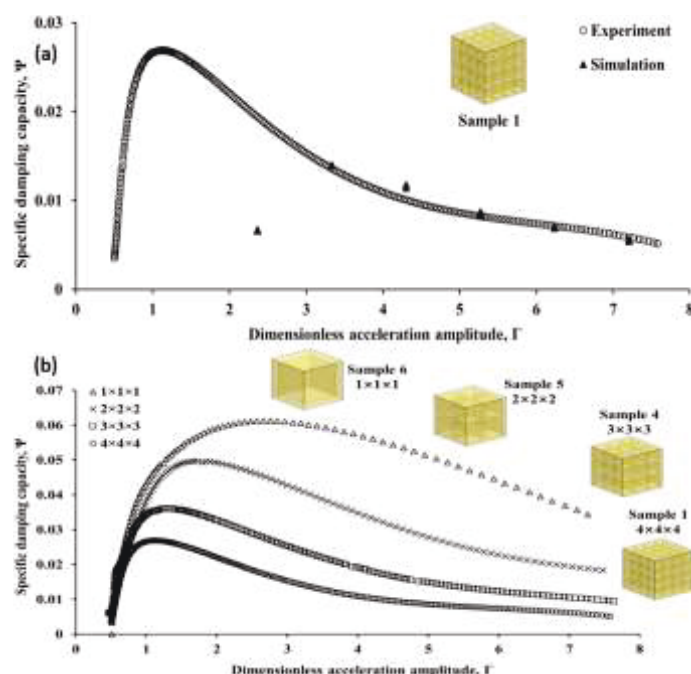 (a)
Specific damping capacity, Ψ
0.03
0.02
0.01
0
Sample 1
○ Experiment
▲ Simulation
0 1 2 3 4 5 6 7 8
Dimensionless acceleration amplitude, Γ
(b)
Specific damping capacity, Ψ
0.07
0.06
0.05
0.04
0.03
0.02
0.01
0
△ 1×1×1
× 2×2×2
□ 3×3×3
○ 4×4×4
Sample 6
1×1×1
Sample 5
2×2×2
Sample 4
3×3×3
Sample 1
4×4×4
0 1 2 3 4 5 6 7 8
Dimensionless acceleration amplitude, Γ